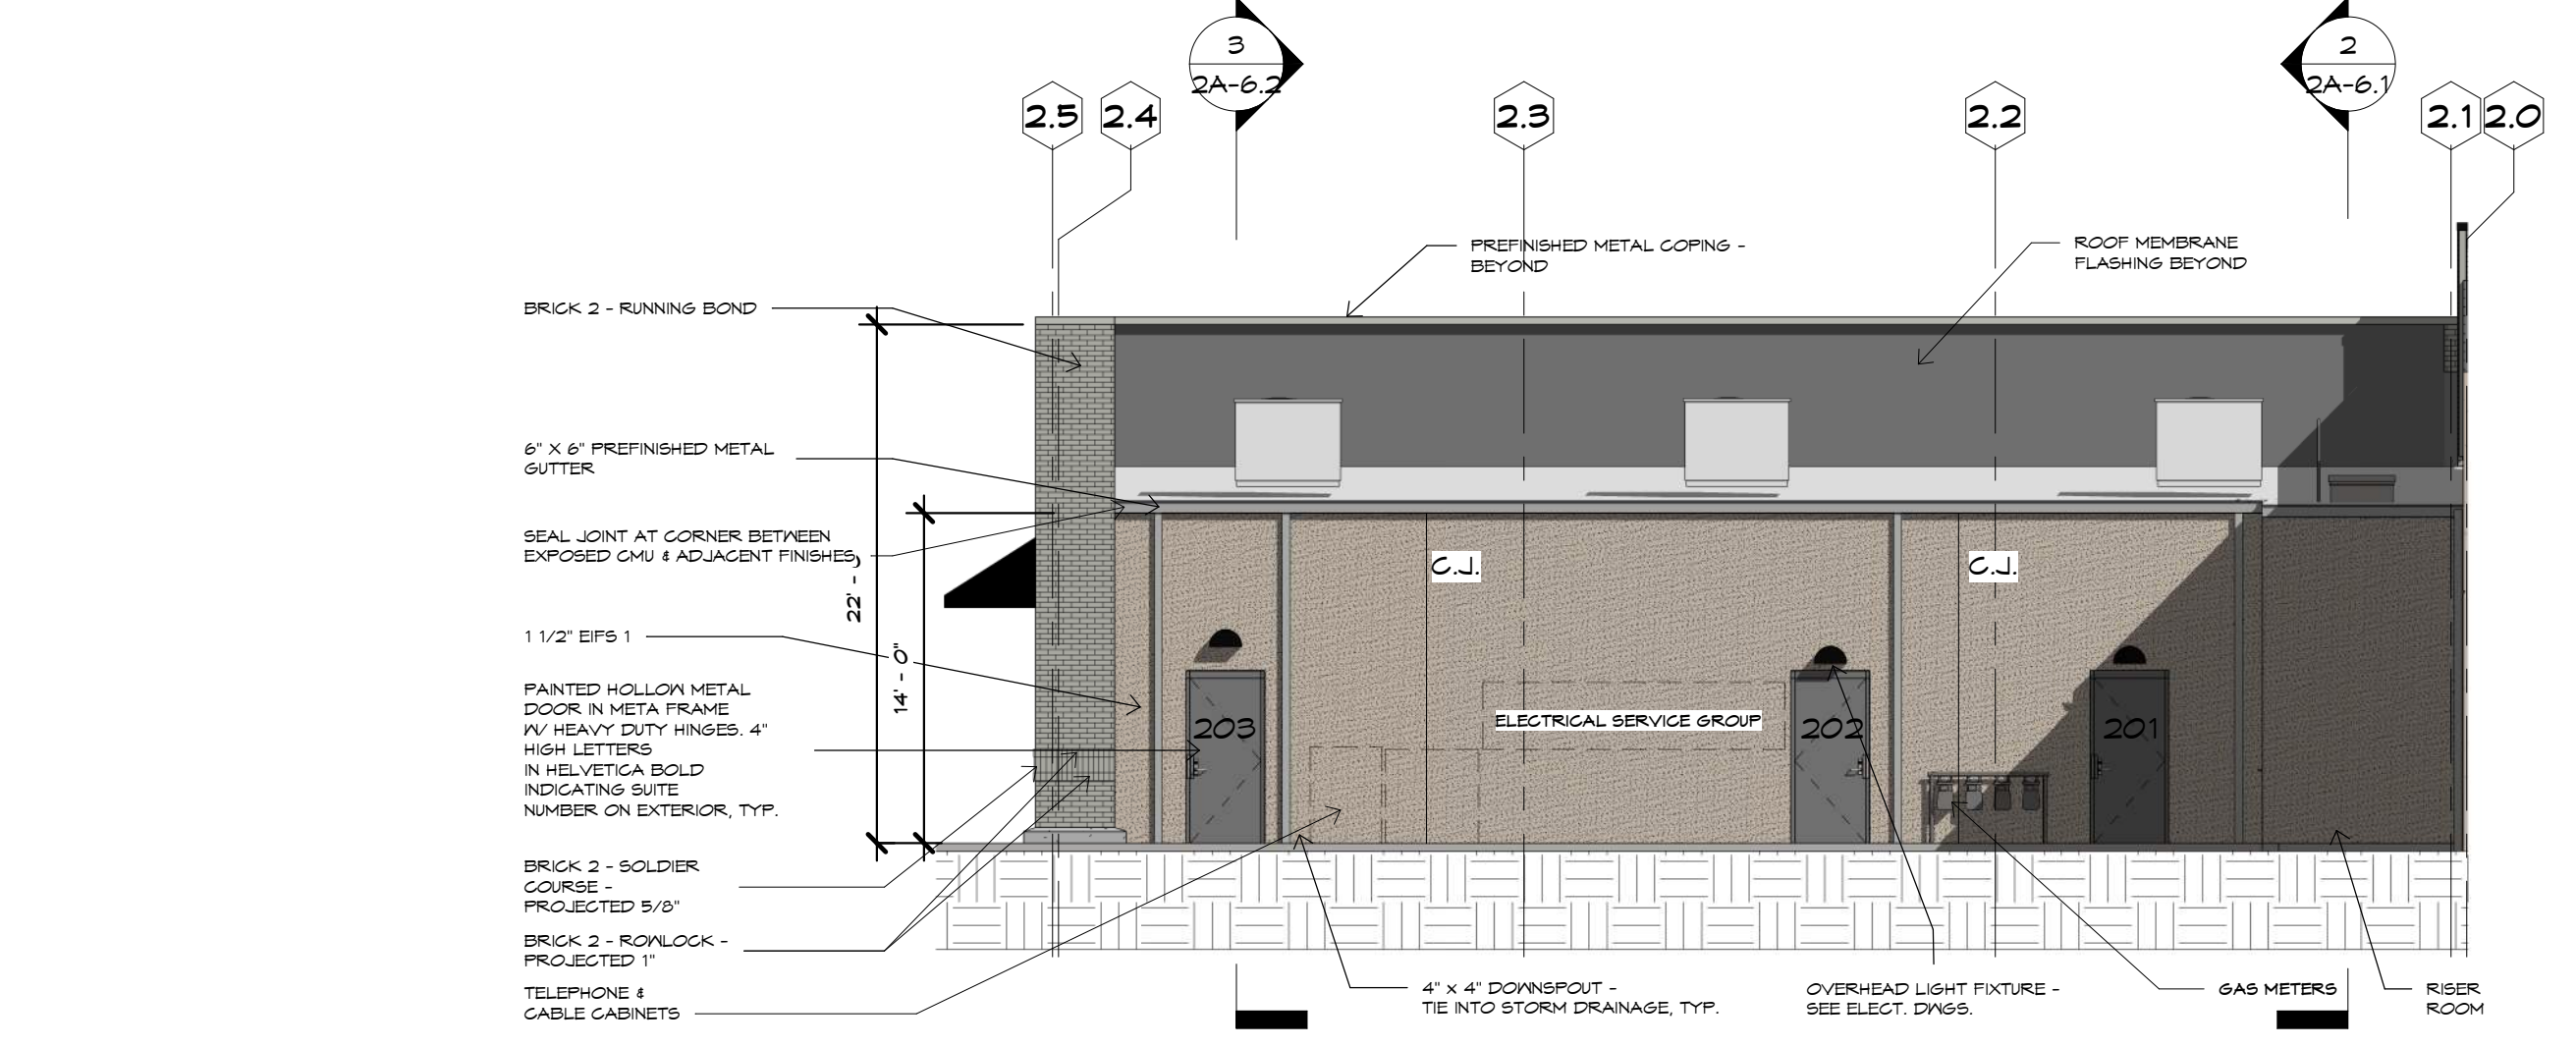 3
2A-6.2
2
2A-6.1
2.5
2.4
2.3
2.2
2.1
2.0
PREFINISHED METAL COPING -
BEYOND
ROOF MEMBRANE
FLASHING BEYOND
BRICK 2 - RUNNING BOND
6" X 6" PREFINISHED METAL
GUTTER
SEAL JOINT AT CORNER BETWEEN
EXPOSED CMU & ADJACENT FINISHES
22' -
14' - 0"
C.J.
C.J.
1 1/2" EIFS 1
PAINTED HOLLOW METAL
DOOR IN META FRAME
W/ HEAVY DUTY HINGES. 4"
HIGH LETTERS
IN HELVETICA BOLD
INDICATING SUITE
NUMBER ON EXTERIOR, TYP.
203
ELECTRICAL SERVICE GROUP
202
201
BRICK 2 - SOLDIER
COURSE -
PROJECTED 5/8"
BRICK 2 - ROWLOCK -
PROJECTED 1"
TELEPHONE &
CABLE CABINETS
4" x 4" DOWNSPOUT -
TIE INTO STORM DRAINAGE, TYP.
OVERHEAD LIGHT FIXTURE -
SEE ELECT. DWGS.
GAS METERS
RISER
ROOM